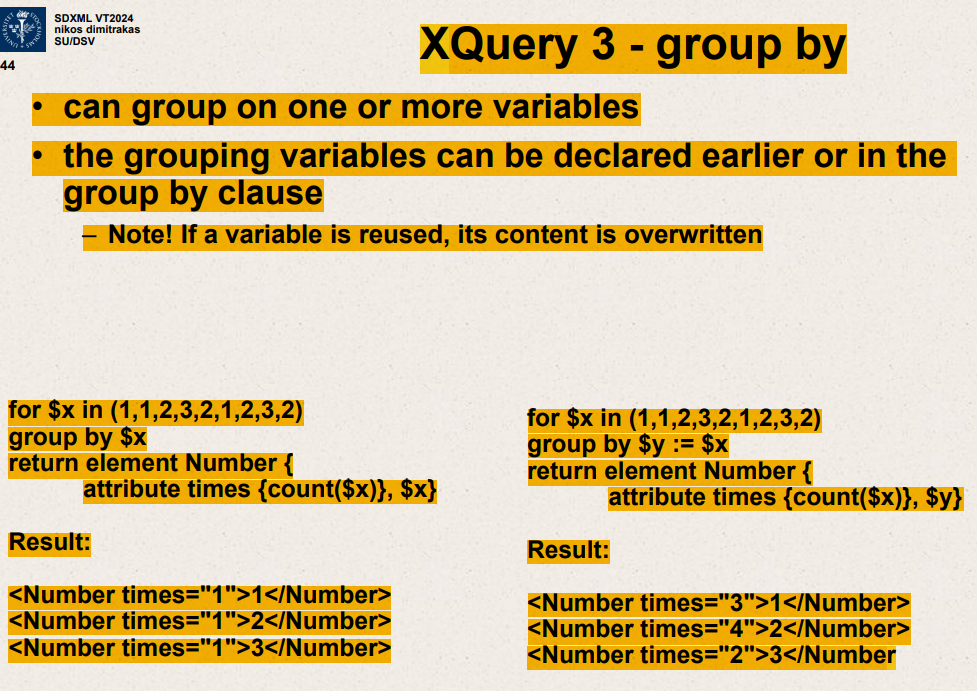 SDXML VT2024
nikos dimitrakas
SU/DSV
44
XQuery 3 - group by
• can group on one or more variables
• the grouping variables can be declared earlier or in the
group by clause
– Note! If a variable is reused, its content is overwritten
for $x in (1,1,2,3,2,1,2,3,2)
group by $x
return element Number {
attribute times {count($x)}, $x}
Result:
<Number times="1">1</Number>
<Number times="1">2</Number>
<Number times="1">3</Number>
for $x in (1,1,2,3,2,1,2,3,2)
group by $y := $x
return element Number {
attribute times {count($x)}, $y}
Result:
<Number times="3">1</Number>
<Number times="4">2</Number>
<Number times="2">3</Number